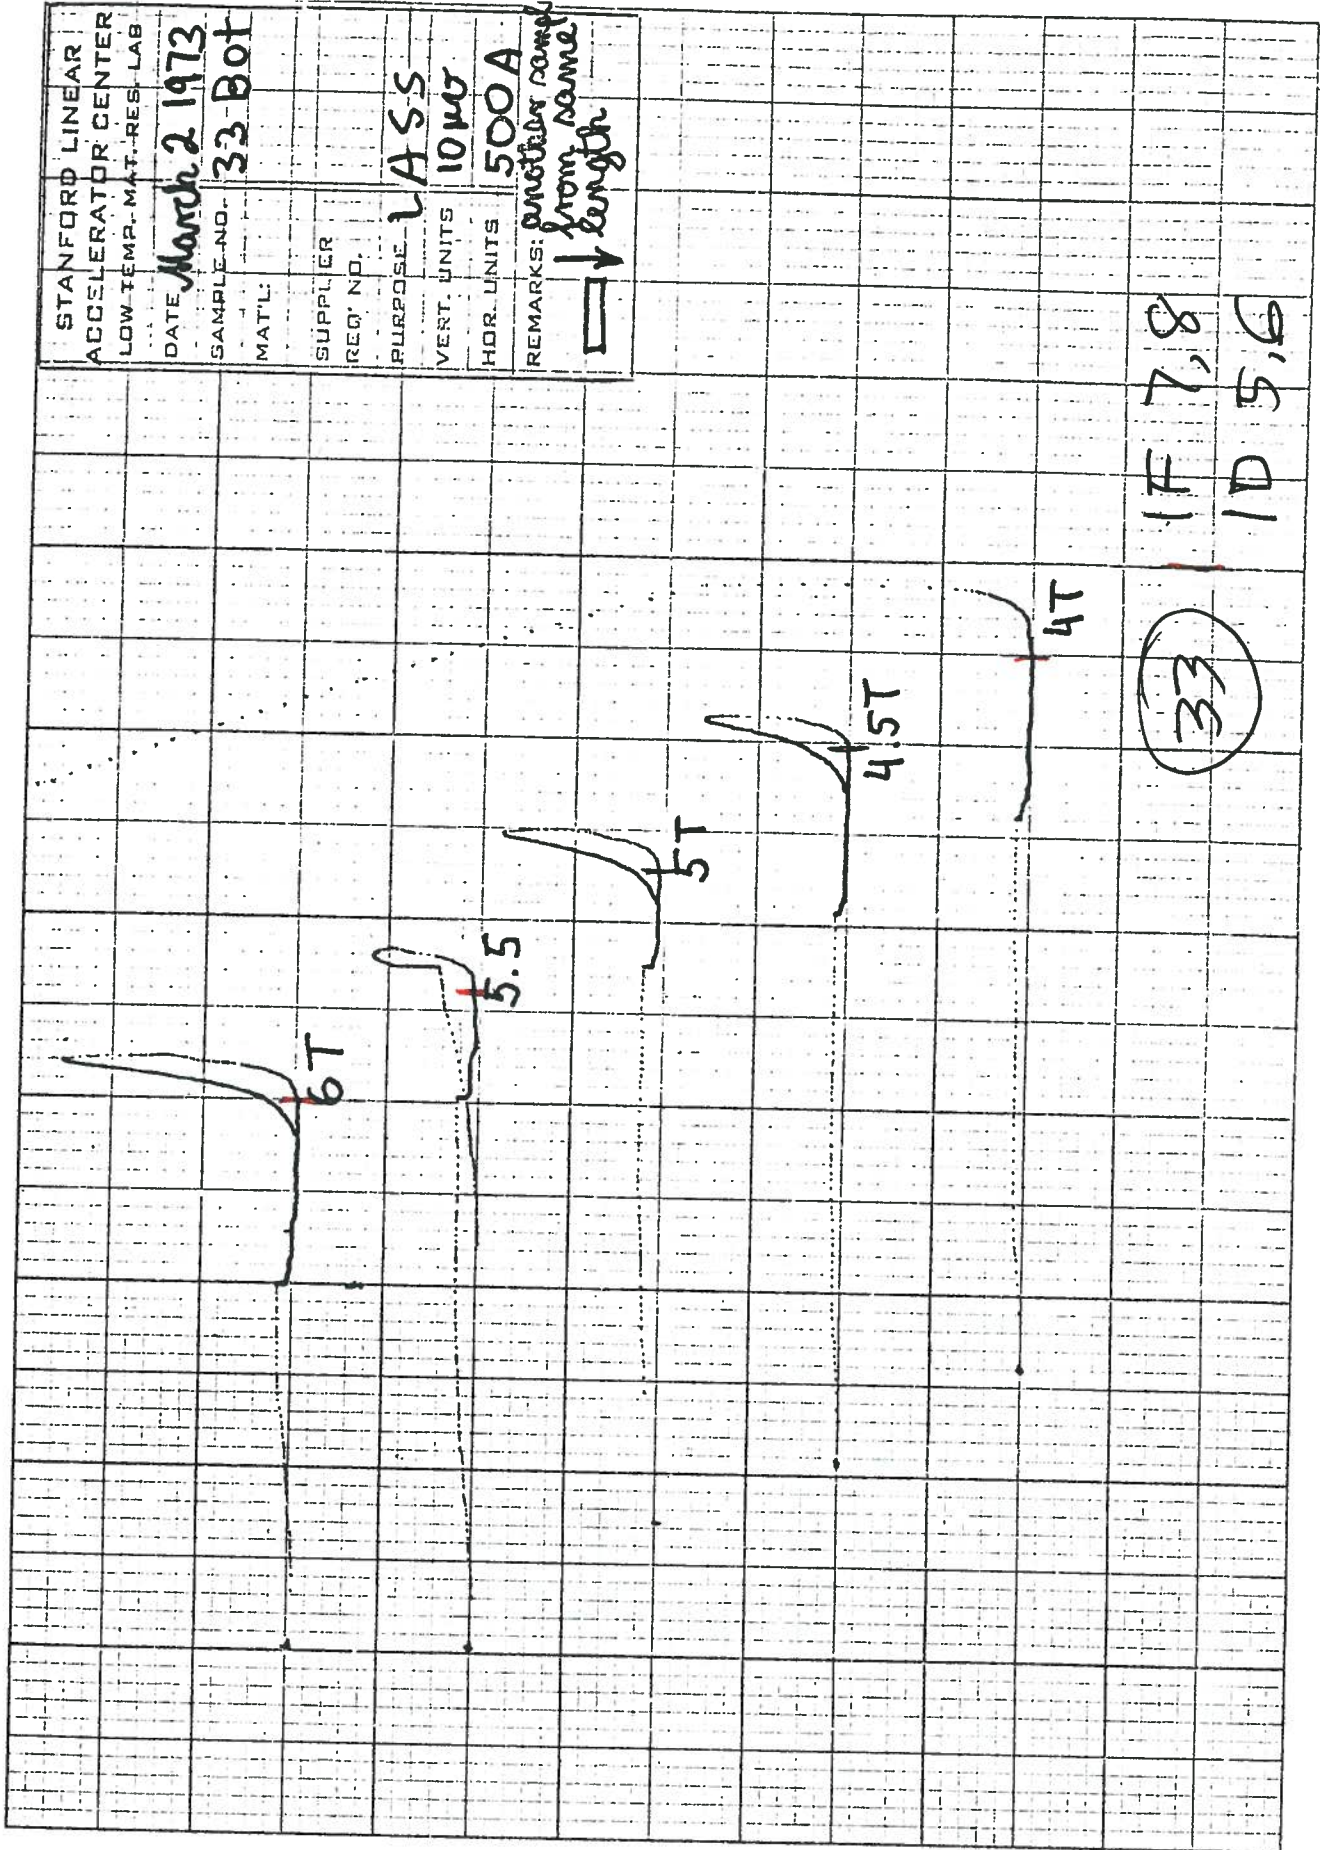 STANFORD LINEAR
ACCELERATOR CENTER
LOW TEMP. MAT. RES. LAB
DATE March 2 1973
SAMPLE NO. 33 BOT
MAT'L:
SUPPLIER
REQ' NO.
PURPOSE LASS
VERT. UNITS 10 μv
HOR. UNITS 500 A
REMARKS: another sample
from same
length
6T
5.5
5T
4.5T
4T
33
1F 7,8
1D 5,6